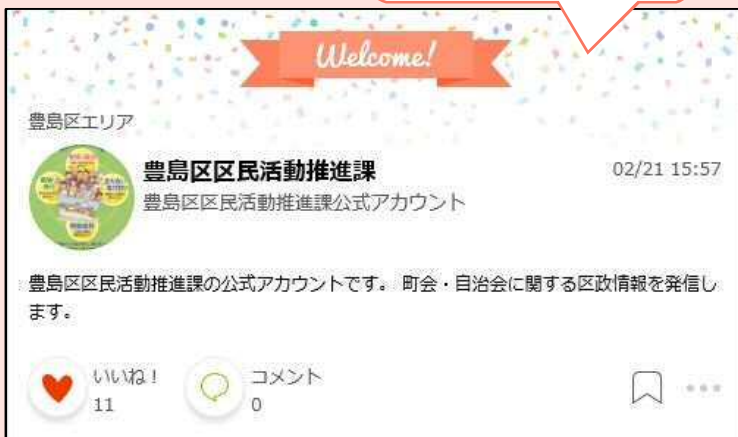 Welcome!
豊島区エリア
豊島区区民活動推進課
02/21 15:57
豊島区区民活動推進課公式アカウント
豊島区区民活動推進課の公式アカウントです。 町会・自治会に関する区政情報を発信し
ます。
いいね!
11
コメント
0